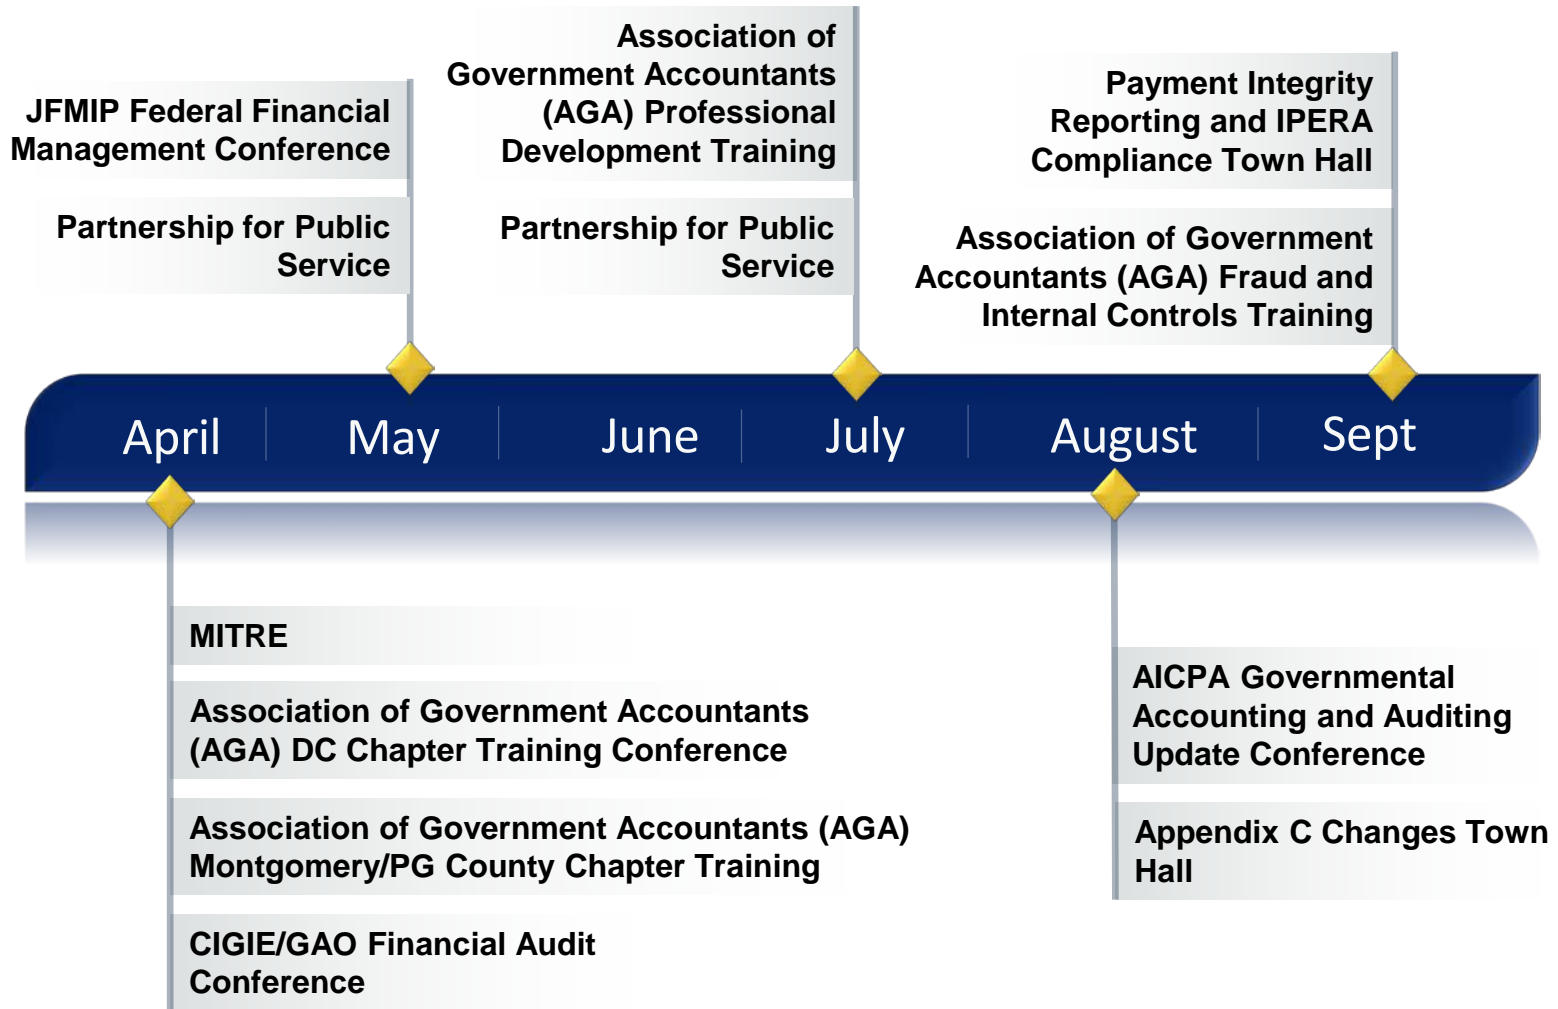 JFMIP Federal Financial
Management Conference
Partnership for Public
Service
Association of
Government Accountants
(AGA) Professional
Development Training
Partnership for Public
Service
Payment Integrity
Reporting and IPERA
Compliance Town Hall
Association of Government
Accountants (AGA) Fraud and
Internal Controls Training
April May June July August Sept
MITRE
Association of Government Accountants
(AGA) DC Chapter Training Conference
Association of Government Accountants (AGA)
Montgomery/PG County Chapter Training
CIGIE/GAO Financial Audit
Conference
AICPA Governmental
Accounting and Auditing
Update Conference
Appendix C Changes Town
Hall